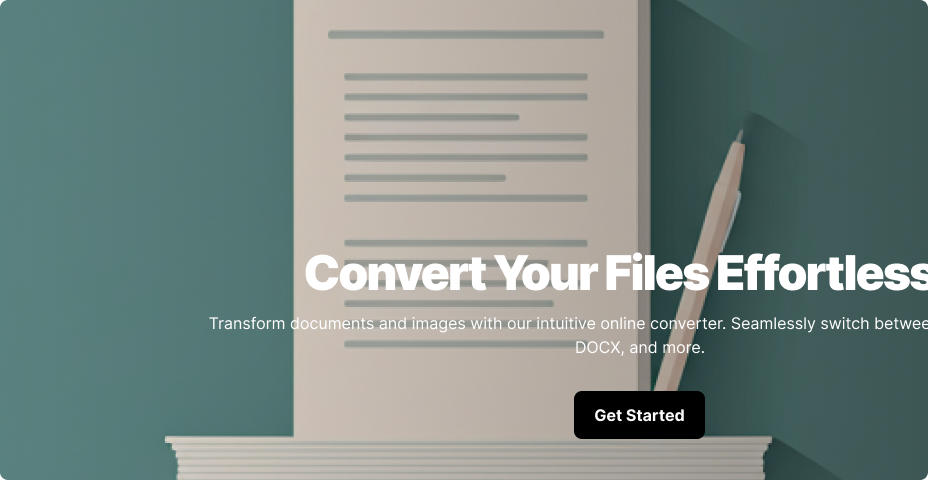 Convert Your Files Effortless
Transform documents and images with our intuitive online converter. Seamlessly switch betwee
DOCX, and more.
Get Started